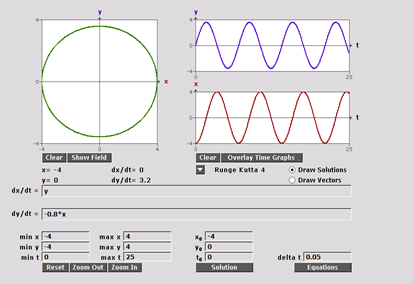 y
4
x
0
-4
-4 0 4
y
4
0
-4
t
25
x
4
0
-4
t
25
Clear Show Field
x= -4 dx/dt= 0
y= 0 dy/dt= 3.2
Clear Overlay Time Graphs
Runge Kutta 4
Draw Solutions
Draw Vectors
dx/dt = y
dy/dt = -0.8*x
min x -4 max x 4 x0 -4
min y -4 max y 4 y0 0
min t 0 max t 25 t0 0 delta t 0.05
Reset Zoom Out Zoom In Solution Equations